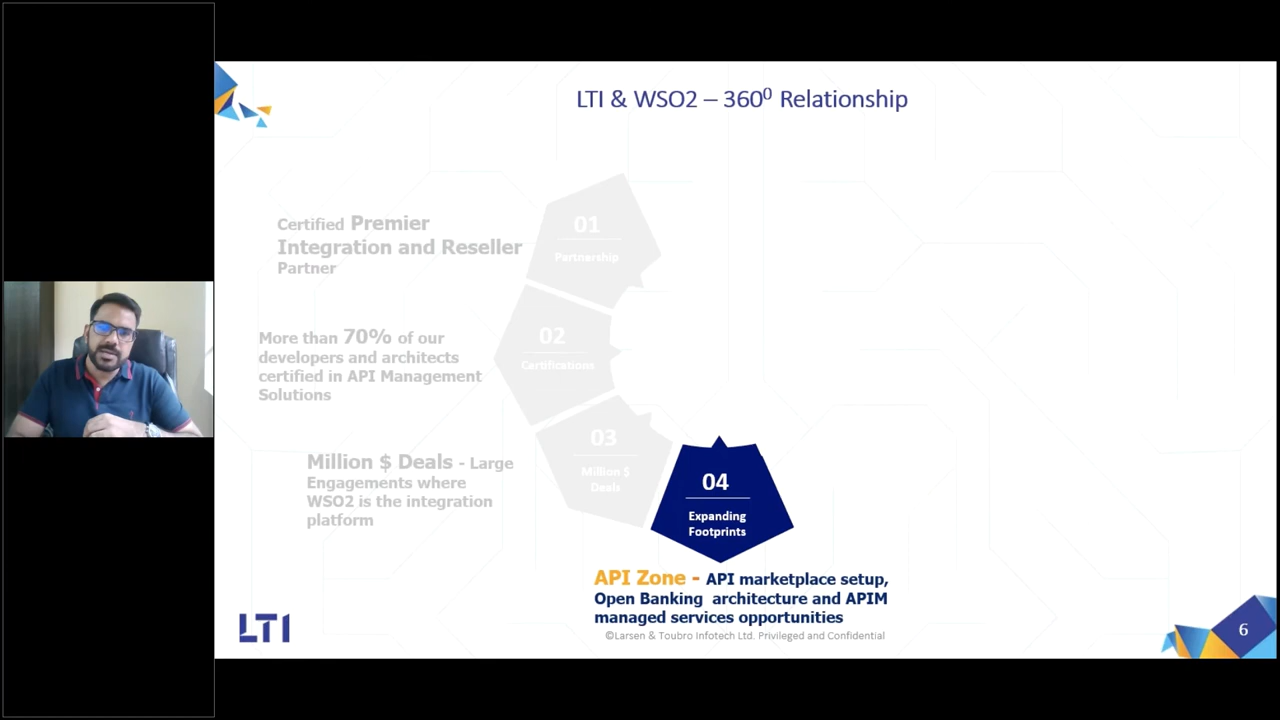 LTI & WSO2 – 360⁰ Relationship
Certified Premier
Integration and Reseller
Partner
01
Partnership
More than 70% of our
developers and architects
certified in API Management
Solutions
02
Certifications
Million $ Deals - Large
Engagements where
WSO2 is the integration
platform
03
Million $
Deals
04
Expanding
Footprints
API Zone - API marketplace setup,
Open Banking architecture and APIM
managed services opportunities
©Larsen & Toubro Infotech Ltd. Privileged and Confidential
LTI
6